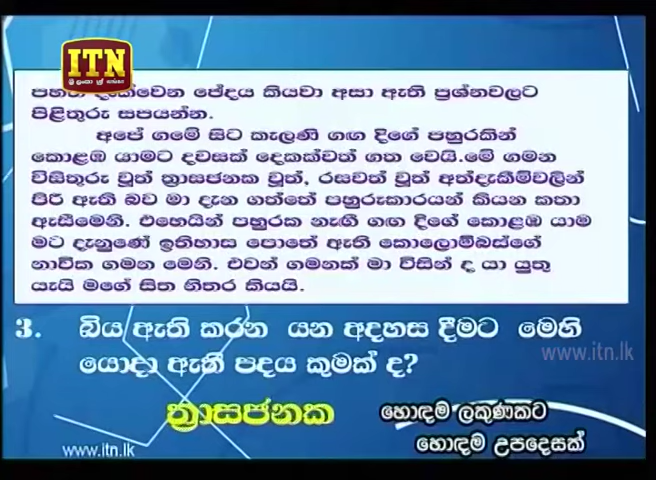 ITN
ශ්‍රී ලංකා අපේ නාලිකා
පහත දැක්වෙන ඡේදය කියවා අසා ඇති ප්‍රශ්නවලට
පිළිතුරු සපයන්න.
අපේ ගමේ සිට කැලණි ගඟ දිගේ පහුරකින්
කොළඹ යාමට දවසක් දෙකක්වත් ගත වෙයි.මේ ගමන
විසිතුරු වූත් ත්‍රාසජනක වූත්, රසවත් වූත් අත්දැකීම්වලින්
පිරී ඇති බව මා දැන ගත්තේ පහුරුකාරයන් කියන කතා
ඇසීමෙනි. එහෙයින් පහුරක නැඟී ගඟ දිගේ කොළඹ යාම
මට දැනුණේ ඉතිහාස පොතේ ඇති කොලොම්බස්ගේ
නාවික ගමන මෙනි. එවන් ගමනක් මා විසින් ද යා යුතු
යැයි මගේ සිත නිතර කියයි.
3. බිය ඇති කරන යන අදහස දීමට මෙහි
යොදා ඇති පදය කුමක් ද?
www.itn.lk
ත්‍රාසජනක
හොඳම ලකුණකට
හොඳම උපදෙසක්
www.itn.lk